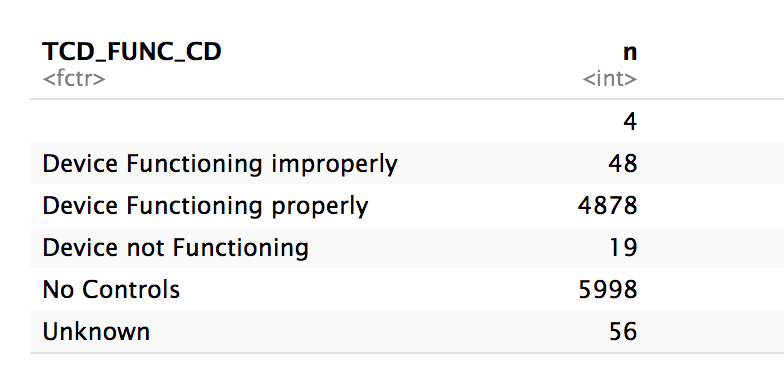 TCD_FUNC_CD n
<fctr> <int>
4
Device Functioning improperly 48
Device Functioning properly 4878
Device not Functioning 19
No Controls 5998
Unknown 56